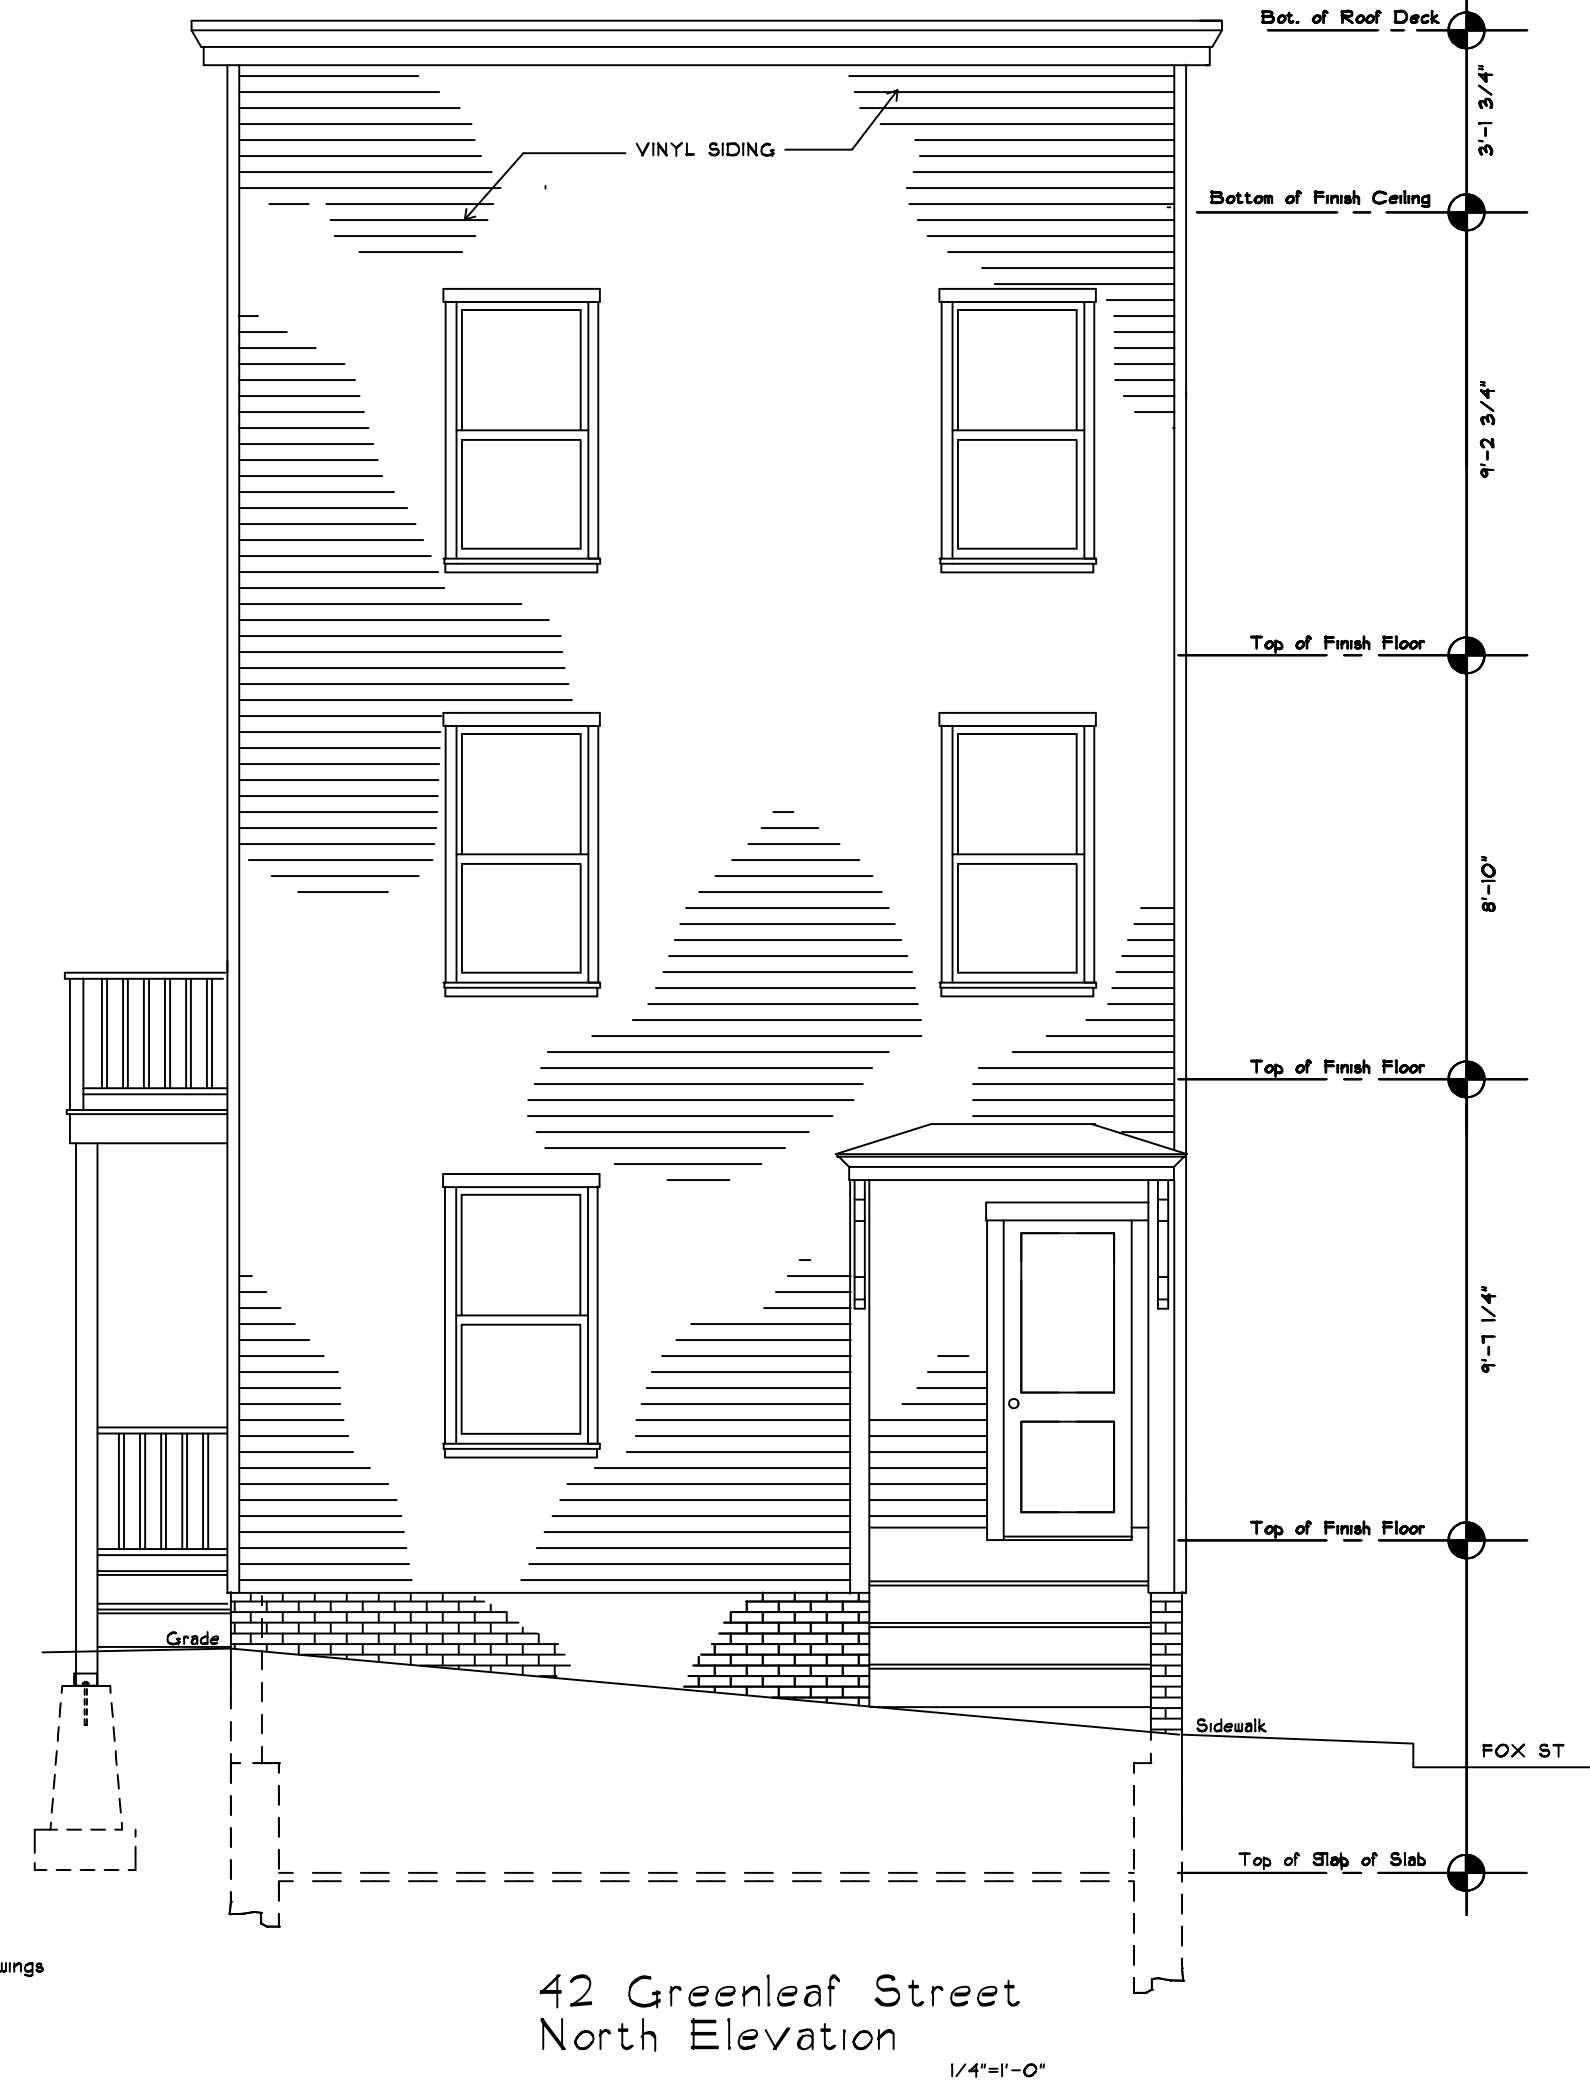 Bot. of Roof Deck
3'-1 3/4"
VINYL SIDING
Bottom of Finish Ceiling
9'-2 3/4"
Top of Finish Floor
8'-10"
Top of Finish Floor
9'-7 1/4"
Top of Finish Floor
Grade
Sidewalk
FOX ST
Top of Slab of Slab
wings
42 Greenleaf Street
North Elevation
1/4"=1'-0"